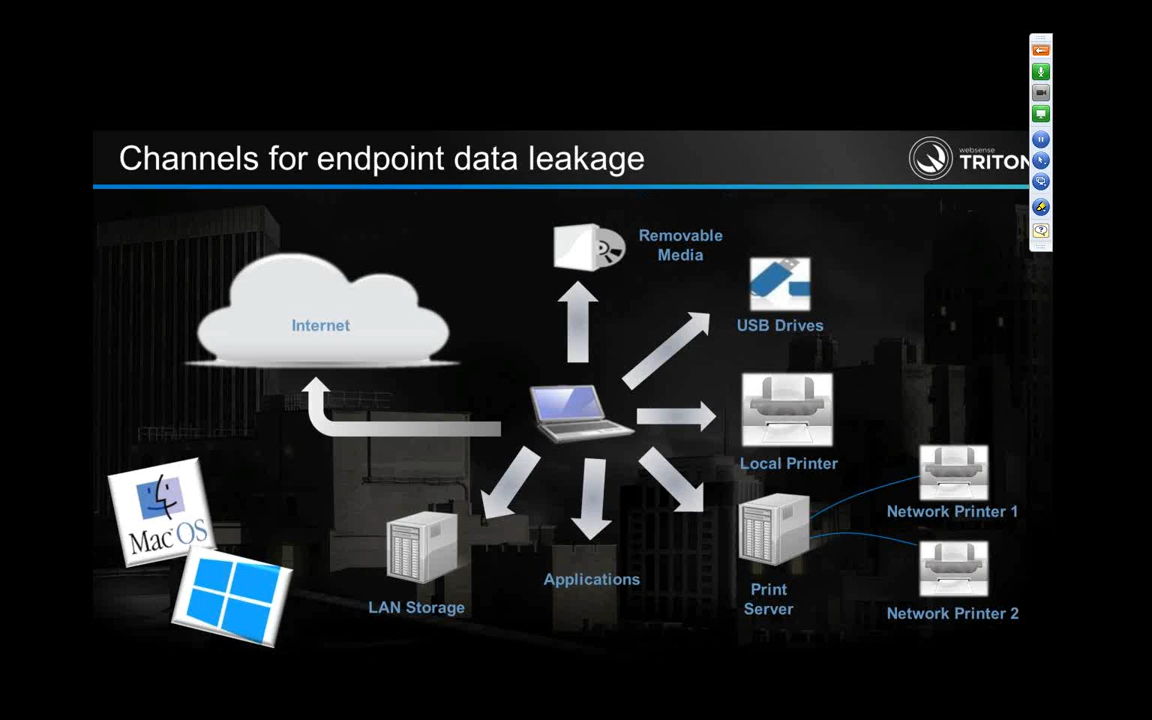 Channels for endpoint data leakage
websense
TRITON
Removable
Media
Internet
USB Drives
Local Printer
Mac OS
Network Printer 1
Applications
Print
Server
LAN Storage
Network Printer 2